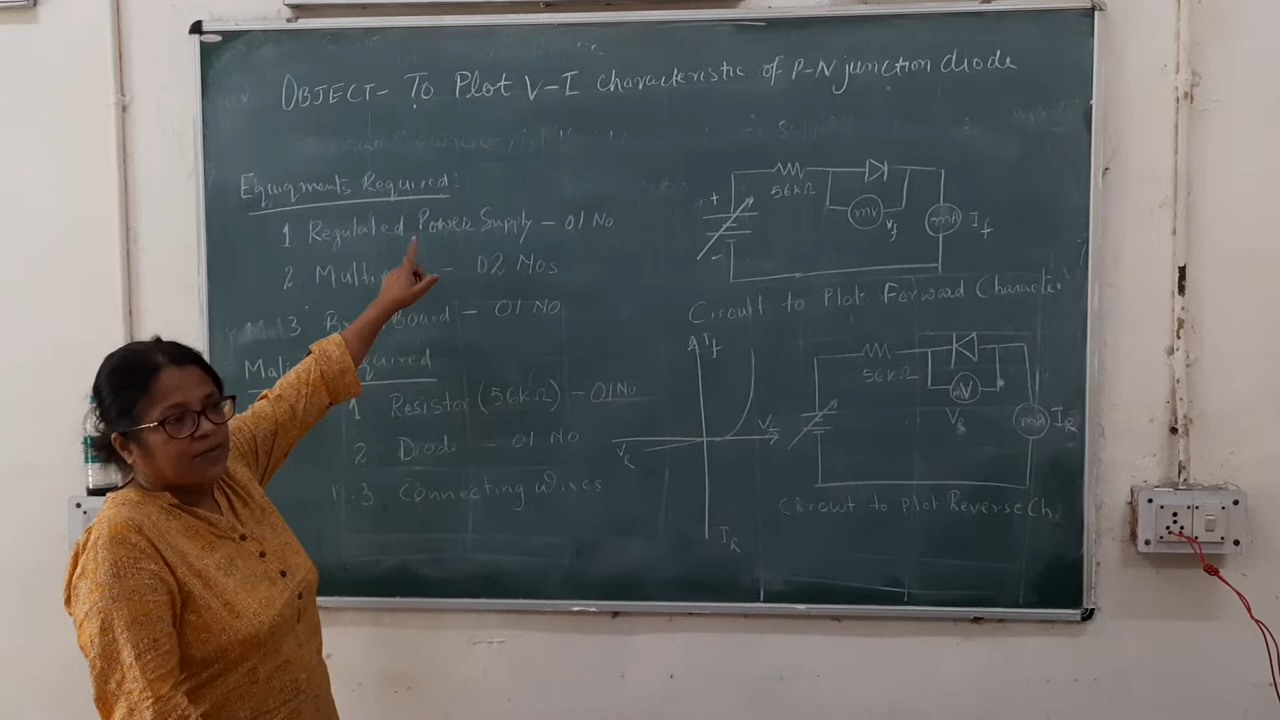 OBJECT- To Plot V-I characteristic of P-N junction diode
Equipments Required:
1 Regulated Power Supply - 01 No
2 - 02 Nos
3 Board - 01 No
Required
1 Resistor (56kΩ) - 01 No
2 Diode - 01 No
3 Connecting Wires
+
-
56kΩ
mV
Vf
mA
If
Circuit to Plot Forward
If
Vf
VR
IR
56kΩ
mV
VR
mA
IR
Circuit to plot Reverse Ch.